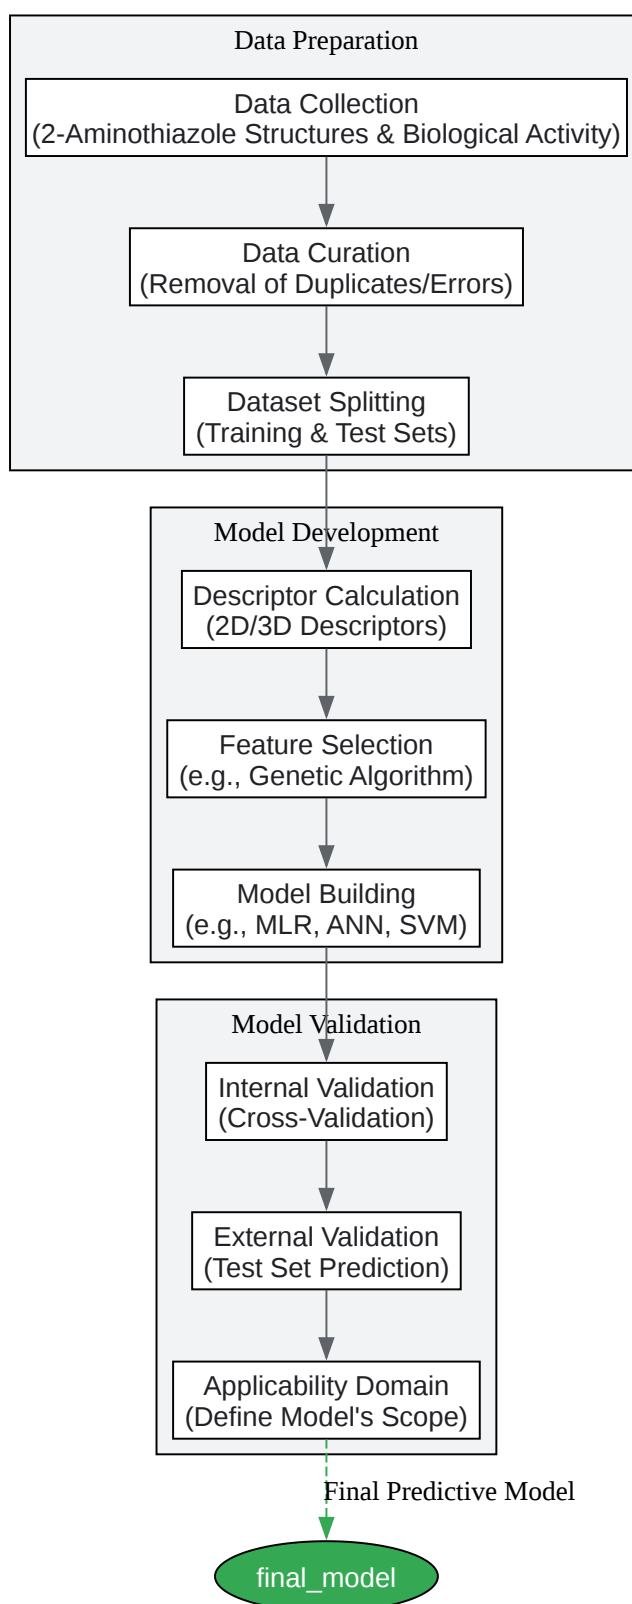 Data Preparation
Data Collection
(2-Aminothiazole Structures & Biological Activity)
Data Curation
(Removal of Duplicates/Errors)
Dataset Splitting
(Training & Test Sets)
Model Development
Descriptor Calculation
(2D/3D Descriptors)
Feature Selection
(e.g., Genetic Algorithm)
Model Building
(e.g., MLR, ANN, SVM)
Model Validation
Internal Validation
(Cross-Validation)
External Validation
(Test Set Prediction)
Applicability Domain
(Define Model's Scope)
Final Predictive Model
final_model